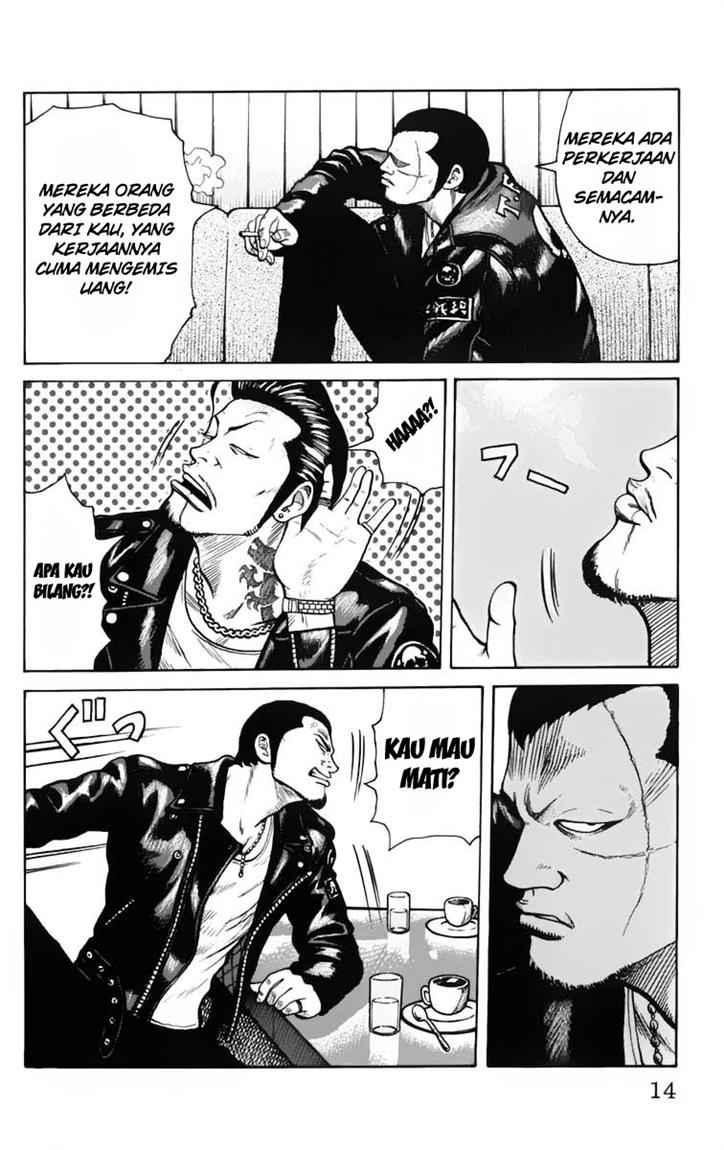 MEREKA ADA
PERKERJAAN
DAN
SEMACAM-
NYA.
MEREKA ORANG
YANG BERBEDA
DARI KAU, YANG
KERJAANNYA
CUMA MENGEMIS
UANG!
T.F
HAAAA?!
APA KAU
BILANG?!
フー
KAU MAU
MATI?
ぐっ
14